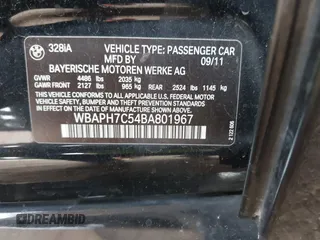 328iA VEHICLE TYPE: PASSENGER CAR
MFD BY 09/11
BAYERISCHE MOTOREN WERKE AG
GVWR 4486 lbs 2035 kg
GAWR FRONT 2127 lbs 965 kg REAR 2524 lbs 1145 kg
THIS VEHICLE CONFORMS TO ALL APPLICABLE
FEDERAL MOTOR VEHICLE SAFETY, BUMPER, AND
THEFT PREVENTION STANDARDS IN EFFECT ON
THE DATE OF MANUFACTURE SHOWN ABOVE.
WBAPH7C54BA801967
DREAMBID